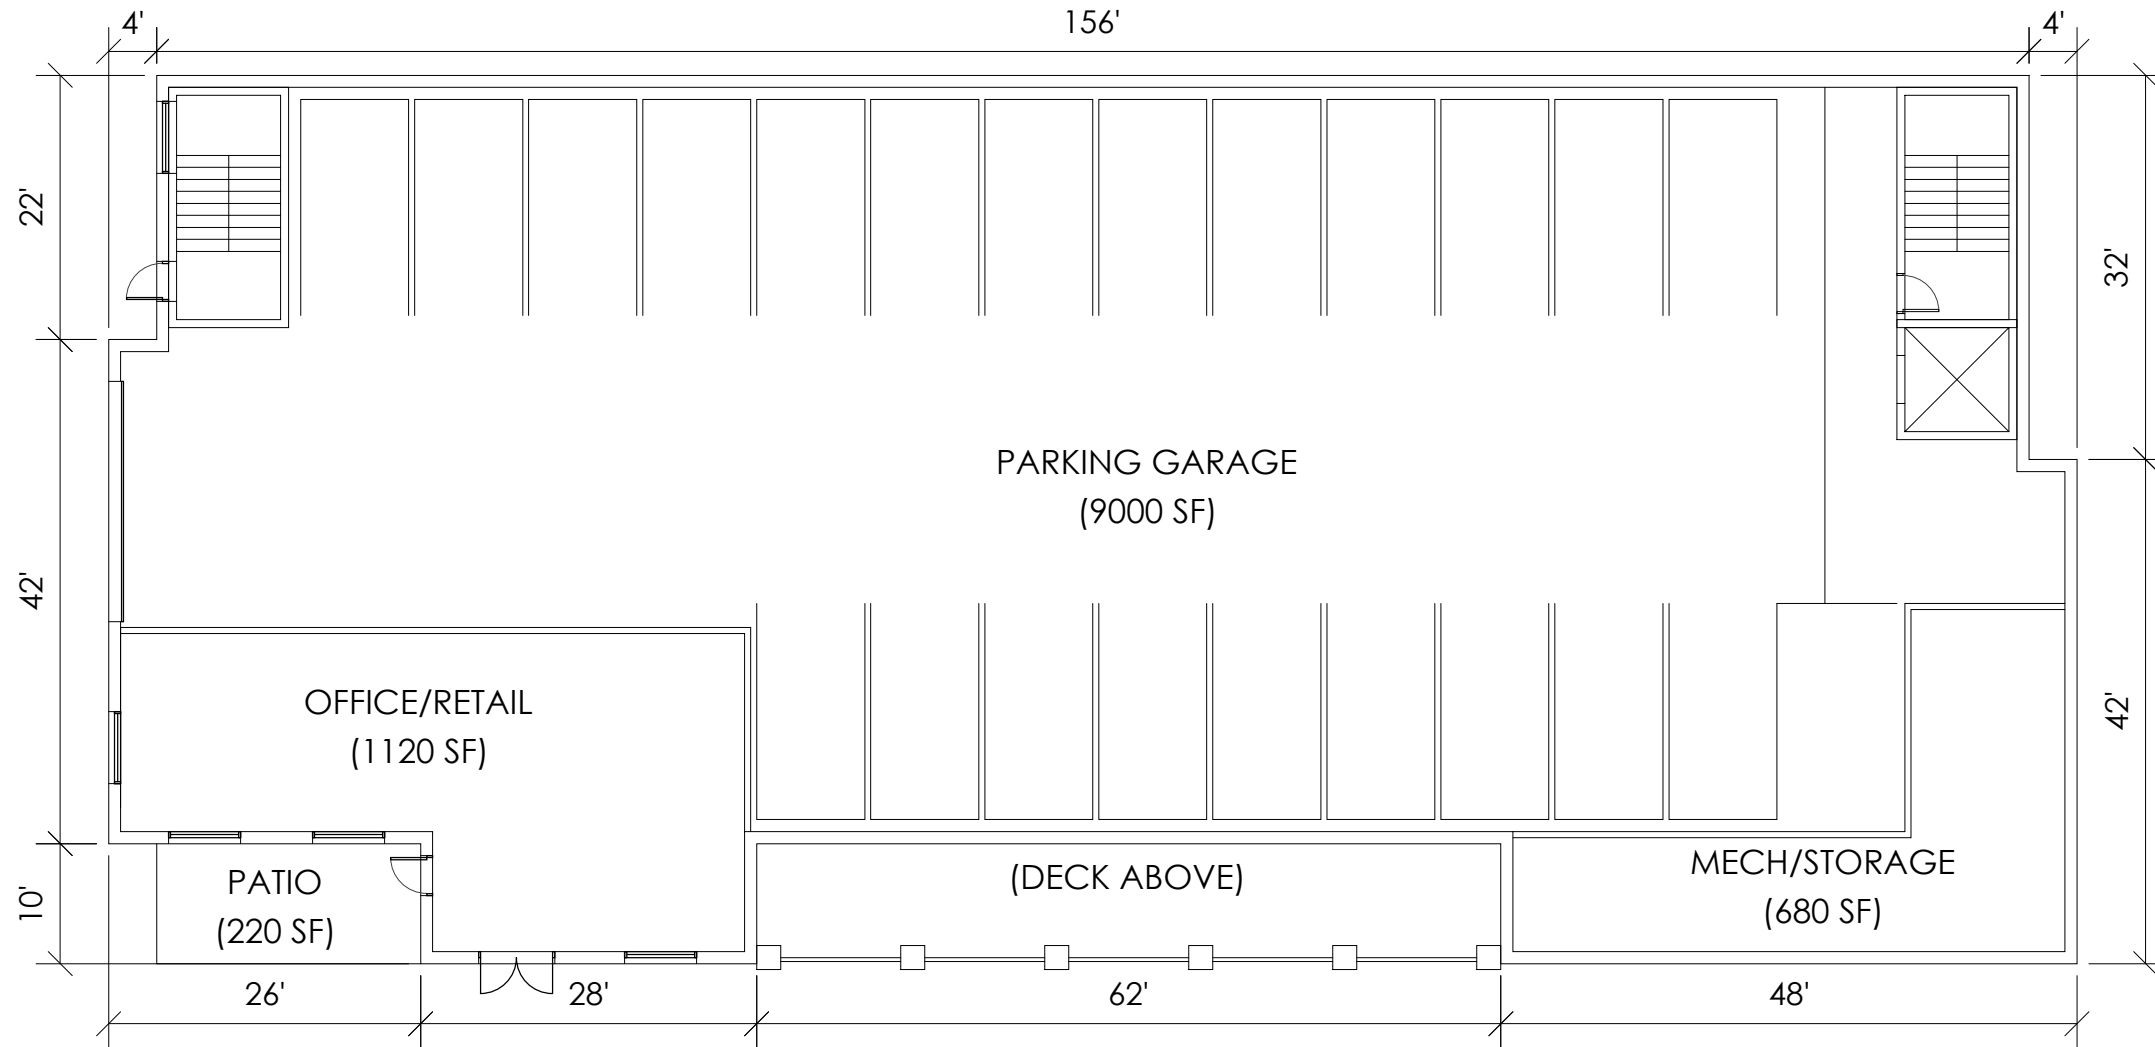 4'
156'
4'
22'
32'
PARKING GARAGE
(9000 SF)
42'
OFFICE/RETAIL
(1120 SF)
42'
PATIO
(220 SF)
(DECK ABOVE)
MECH/STORAGE
(680 SF)
10'
26'
28'
62'
48'